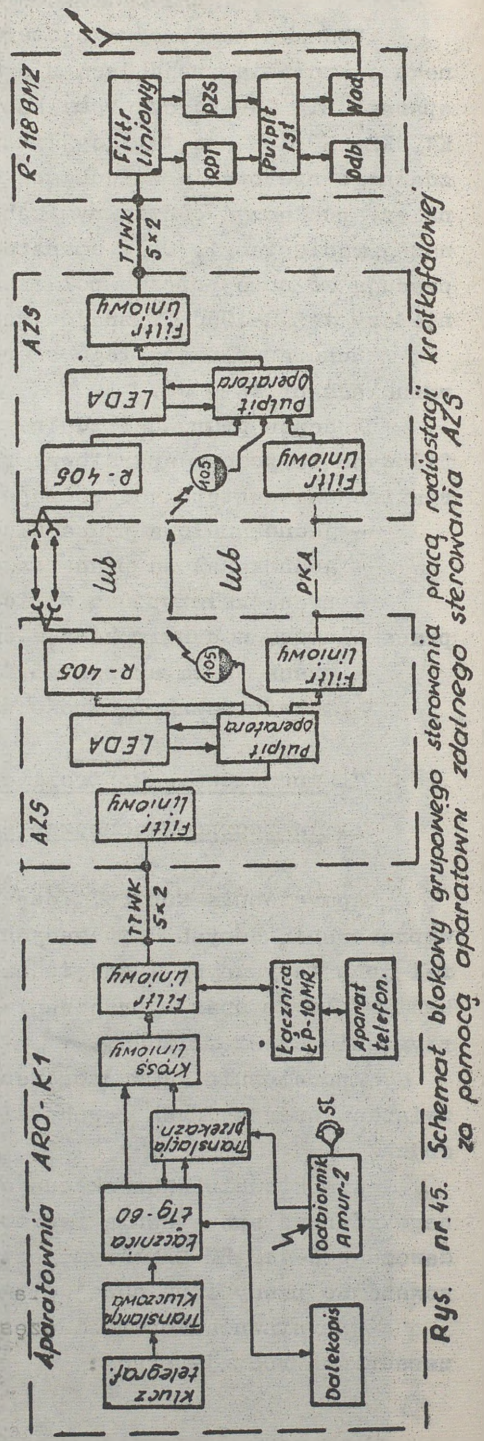 Aparatownia ARO-K1
Klucz
telegraf.
Translancja
Kluczowa
Łącznica
ŁTg-60
Translacja
przekaźn.
Kross
Liniowy
Filtr
Liniowy
Dalekopis
Odbiornik
Amur-2
Sł
Łącznica
ŁP-10MR
Aparat
telefon.
TTWK
5×2
AZS
Filtr
Liniowy
LEDA
Pulpit
operatora
R-405
105
Filtr
Liniowy
lub
lub
PKA
AZS
R-405
105
LEDA
Pulpit
Operatora
Filtr
Liniowy
Filtr
Liniowy
TTWK
5×2
R-118 BMZ
Filtr
Liniowy
RPT
PZS
Pulpit
rst
Odb
Nad
Rys. nr. 45. Schemat blokowy grupowego sterowania pracą radiostacji krótkofalowej
za pomocą aparatowni zdalnego sterowania AZS